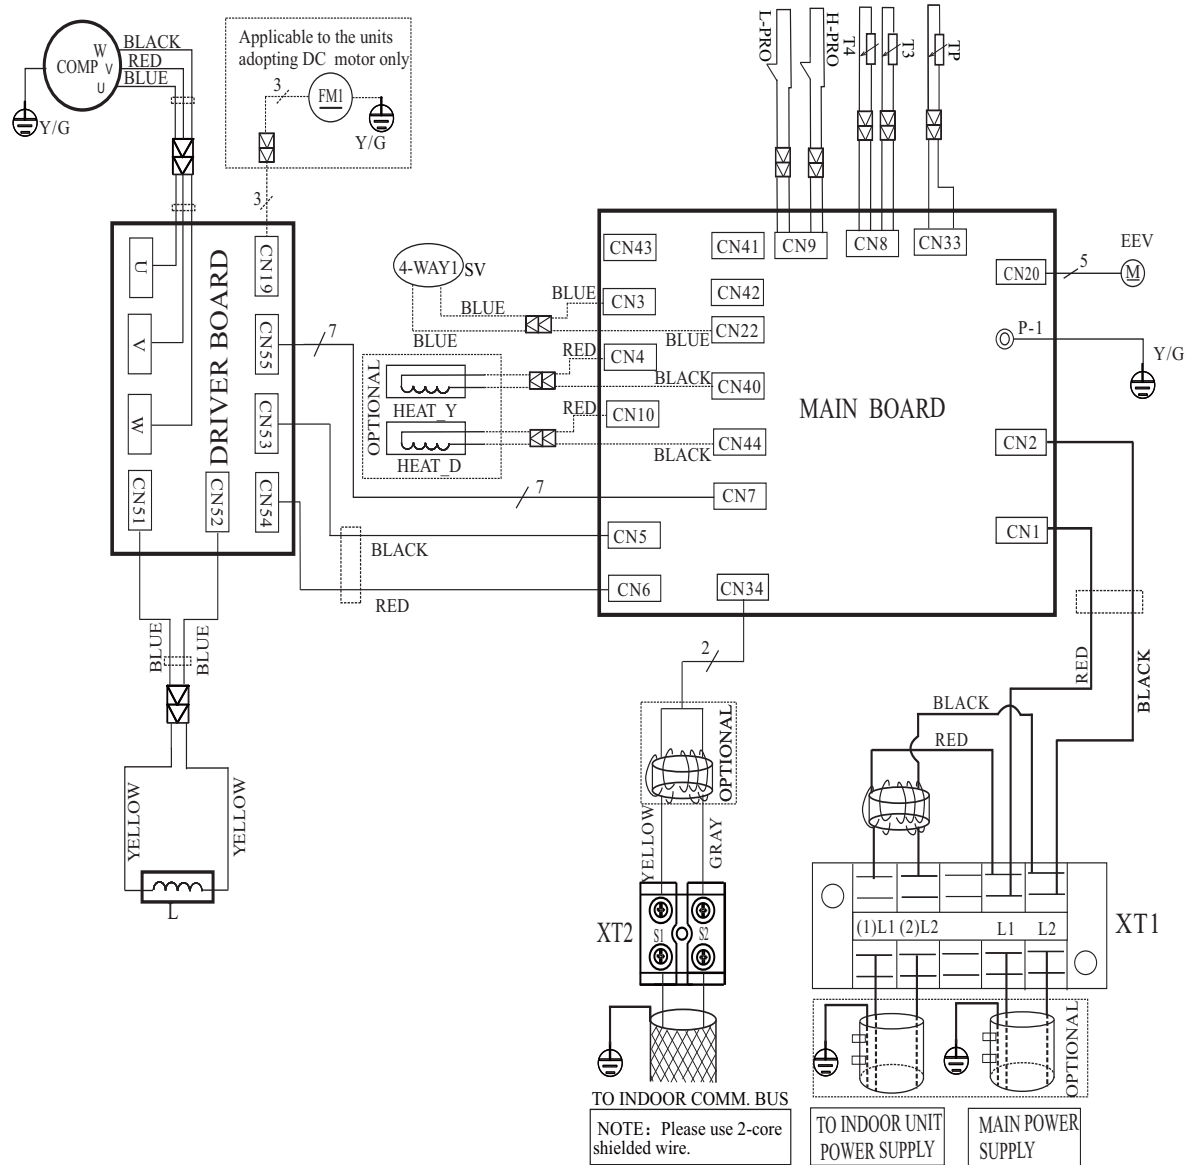 W
BLACK
COMP
V
RED
U
BLUE
Y/G
Applicable to the units
adopting DC motor only
3
FM1
Y/G
3
L-PRO
H-PRO
T4
T3
TP
DRIVER BOARD
U
V
W
CN19
CN55
CN53
CN54
CN51
CN52
7
BLUE
BLUE
YELLOW
YELLOW
L
4-WAY1
SV
BLUE
BLUE
BLUE
BLUE
OPTIONAL
HEAT_Y
HEAT_D
RED
BLACK
RED
BLACK
7
BLACK
RED
MAIN BOARD
CN43
CN41
CN9
CN8
CN33
CN3
CN42
CN22
CN4
CN40
CN10
CN44
CN7
CN5
CN6
CN34
CN20
5
EEV
M
P-1
Y/G
CN2
CN1
RED
BLACK
2
OPTIONAL
YELLOW
GRAY
XT2
S1
S2
TO INDOOR COMM. BUS
NOTE: Please use 2-core
shielded wire.
BLACK
RED
(1)L1
(2)L2
L1
L2
XT1
OPTIONAL
TO INDOOR UNIT
POWER SUPPLY
MAIN POWER
SUPPLY